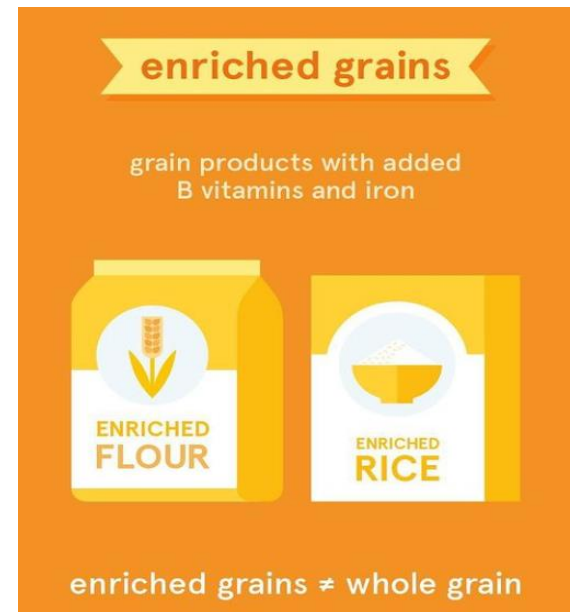 enriched grains
grain products with added
B vitamins and iron
ENRICHED
FLOUR
ENRICHED
RICE
enriched grains ≠ whole grain